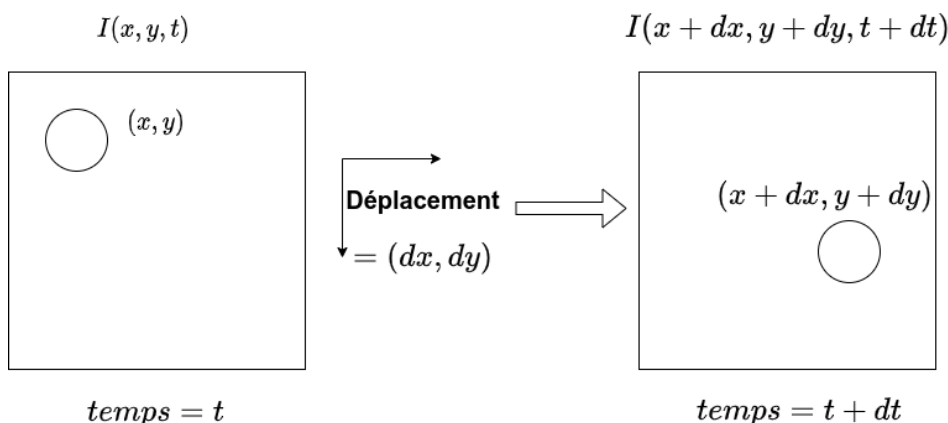 I(x, y, t)
(x, y)
temps = t
Déplacement
= (dx, dy)
I(x + dx, y + dy, t + dt)
(x + dx, y + dy)
temps = t + dt